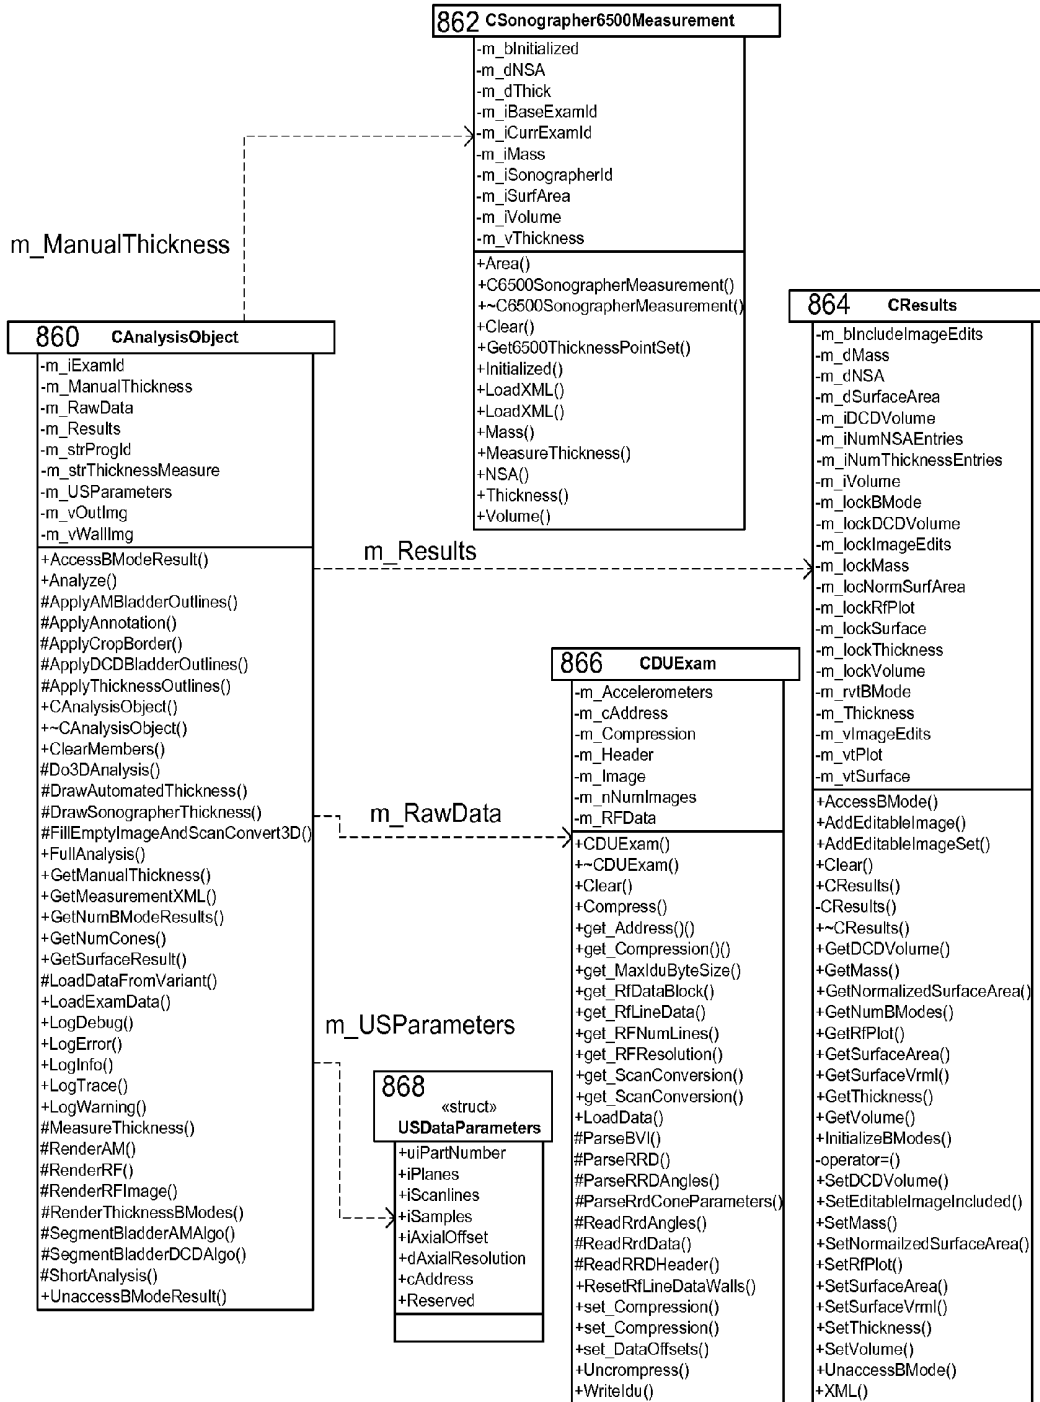 862 CSonographer6500Measurement
-m_bInitialized
-m_dNSA
-m_dThick
-m_iBaseExamId
-m_iCurrExamId
-m_iMass
-m_iSonographerId
-m_iSurfArea
-m_iVolume
-m_vThickness
+Area()
+C6500SonographerMeasurement()
+~C6500SonographerMeasurement()
+Clear()
+Get6500ThicknessPointSet()
+Initialized()
+LoadXML()
+LoadXML()
+Mass()
+MeasureThickness()
+NSA()
+Thickness()
+Volume()
m_ManualThickness
860 CAnalysisObject
-m_iExamId
-m_ManualThickness
-m_RawData
-m_Results
-m_strProgId
-m_strThicknessMeasure
-m_USParameters
-m_vOutImg
-m_vWallImg
+AccessBModeResult()
+Analyze()
#ApplyAMBladderOutlines()
#ApplyAnnotation()
#ApplyCropBorder()
#ApplyDCDBladderOutlines()
#ApplyThicknessOutlines()
+CAnalysisObject()
+~CAnalysisObject()
+ClearMembers()
#Do3DAnalysis()
#DrawAutomatedThickness()
#DrawSonographerThickness()
#FillEmptyImageAndScanConvert3D()
+FullAnalysis()
+GetManualThickness()
+GetMeasurementXML()
+GetNumBModeResults()
+GetNumCones()
+GetSurfaceResult()
#LoadDataFromVariant()
+LoadExamData()
+LogDebug()
+LogError()
+LogInfo()
+LogTrace()
+LogWarning()
#MeasureThickness()
#RenderAM()
#RenderRF()
#RenderRFImage()
#RenderThicknessBModes()
#SegmentBladderAMAlgo()
#SegmentBladderDCDAlgo()
#ShortAnalysis()
+UnaccessBModeResult()
m_Results
m_RawData
m_USParameters
868
«struct»
USDataParameters
+uiPartNumber
+iPlanes
+iScanlines
+iSamples
+iAxialOffset
+dAxialResolution
+cAddress
+Reserved
866 CDUExam
-m_Accelerometers
-m_cAddress
-m_Compression
-m_Header
-m_Image
-m_nNumImages
-m_RFData
+CDUExam()
+~CDUExam()
+Clear()
+Compress()
+get_Address()()
+get_Compression()()
+get_MaxIduByteSize()
+get_RfDataBlock()
+get_RfLineData()
+get_RFNumLines()
+get_RFResolution()
+get_ScanConversion()
+get_ScanConversion()
+LoadData()
#ParseBVI()
#ParseRRD()
#ParseRRDAngles()
#ParseRrdConeParameters()
#ReadRrdAngles()
#ReadRrdData()
#ReadRRDHeader()
+ResetRfLineDataWalls()
+set_Compression()
+set_Compression()
+set_DataOffsets()
+Uncrompress()
+WriteIdu()
864 CResults
-m_bIncludeImageEdits
-m_dMass
-m_dNSA
-m_dSurfaceArea
-m_iDCDVolume
-m_iNumNSAEntries
-m_iNumThicknessEntries
-m_iVolume
-m_lockBMode
-m_lockDCDVolume
-m_lockImageEdits
-m_lockMass
-m_locNormSurfArea
-m_lockRfPlot
-m_lockSurface
-m_lockThickness
-m_lockVolume
-m_rvtBMode
-m_Thickness
-m_vImageEdits
-m_vtPlot
-m_vtSurface
+AccessBMode()
+AddEditableImage()
+AddEditableImageSet()
+Clear()
+CResults()
-CResults()
+~CResults()
+GetDCDVolume()
+GetMass()
+GetNormalizedSurfaceArea()
+GetNumBModes()
+GetRfPlot()
+GetSurfaceArea()
+GetSurfaceVrml()
+GetThickness()
+GetVolume()
+InitializeBModes()
-operator=()
+SetDCDVolume()
+SetEditableImageIncluded()
+SetMass()
+SetNormailzedSurfaceArea()
+SetRfPlot()
+SetSurfaceArea()
+SetSurfaceVrml()
+SetThickness()
+SetVolume()
+UnaccessBMode()
+XML()